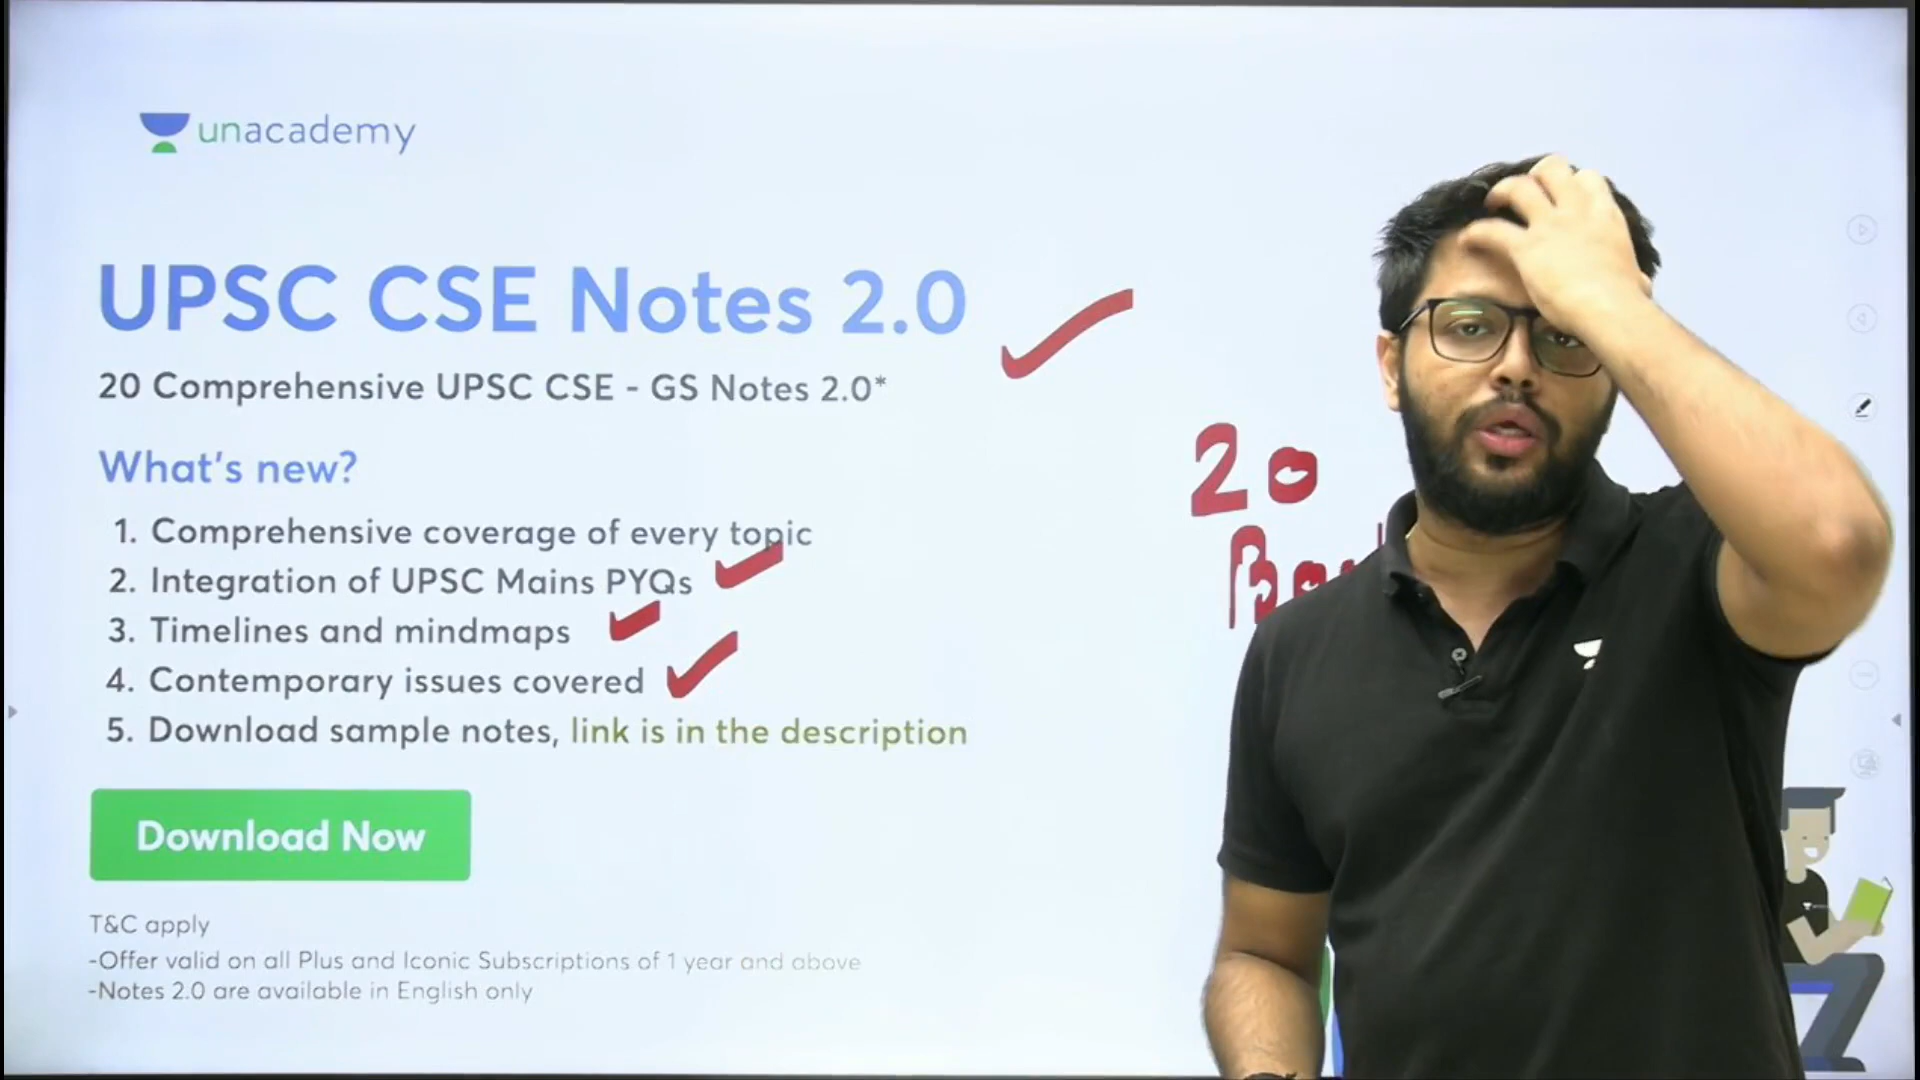 unacademy
UPSC CSE Notes 2.0
20 Comprehensive UPSC CSE - GS Notes 2.0*
What's new?
1. Comprehensive coverage of every topic
2. Integration of UPSC Mains PYQs
3. Timelines and mindmaps
4. Contemporary issues covered
5. Download sample notes, link is in the description
Download Now
T&C apply
-Offer valid on all Plus and Iconic Subscriptions of 1 year and above
-Notes 2.0 are available in English only
20